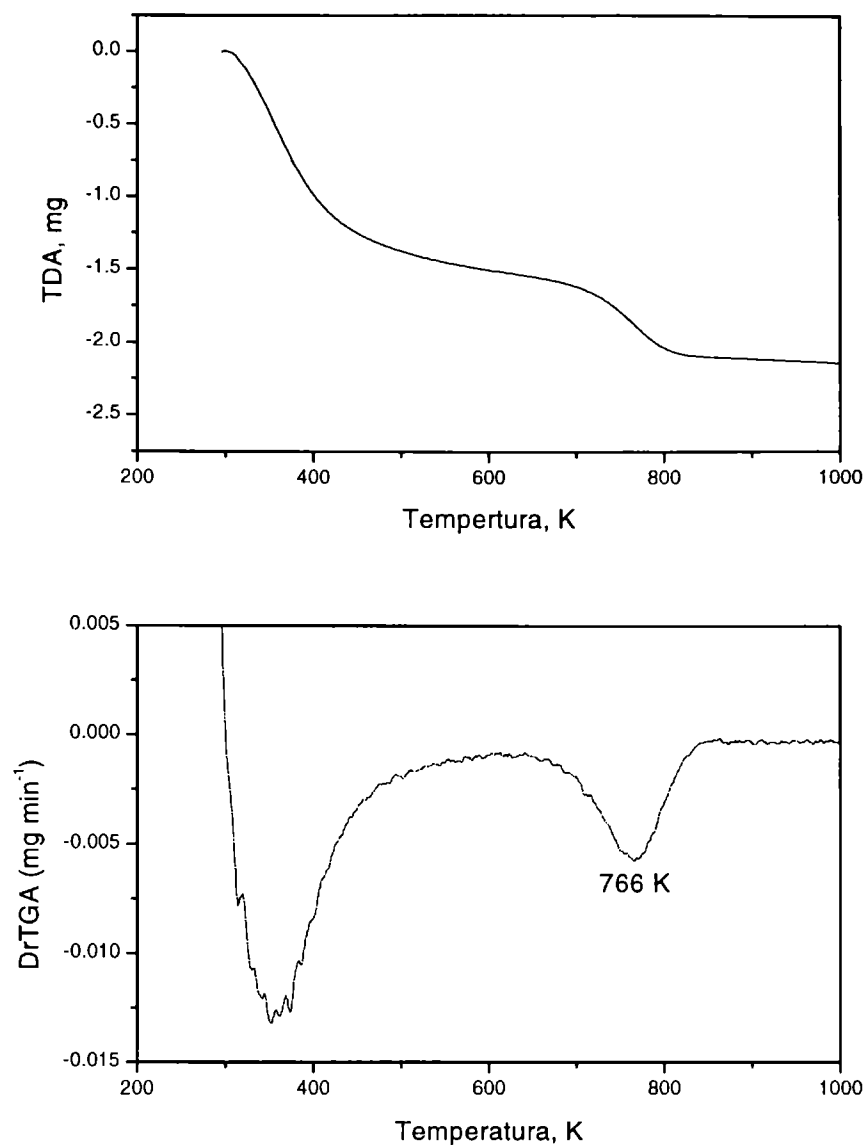 0.0
-0.5
-1.0
-1.5
-2.0
-2.5
TDA, mg
200 400 600 800 1000
Tempertura, K
0.005
0.000
-0.005
-0.010
-0.015
DrTGA (mg min⁻¹)
766 K
200 400 600 800 1000
Temperatura, K